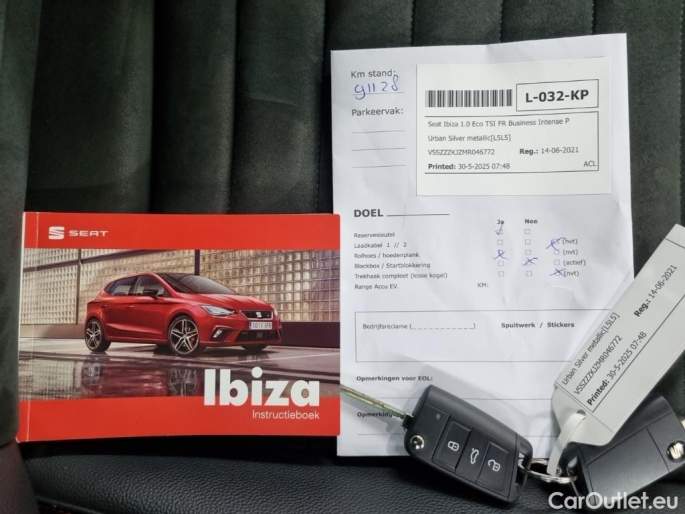 SEAT
Ibiza
Instructieboek
Km stand:
91128
Parkeervak:
L-032-KP
Seat Ibiza 1.0 Eco TSI FR Business Intense P
Urban Silver metallic[L5L5]
VSSZZZKJZMR046772 Reg.: 14-06-2021
Printed: 30-5-2025 07:48 ACL
DOEL
Ja Nee
Reservesleutel
Laadkabel 1 // 2 (nvt)
Rolhoes / hoedenplank (nvt)
Blackbox / Startblokkering (actief)
Trekhaak compleet (losse kogel) (nvt)
Range Accu EV. KM:
Bedrijfsreclame (_ _ _ _ _ _ _ _ _ _ _) Spuitwerk / Stickers
Opmerkingen voor EOL:
Opmerking
Urban Silver metallic[L5L5]
VSSZZZKJZMR046772
Reg.: 14-06-2021
Printed: 30-5-2025 07:48
CarOutlet.eu